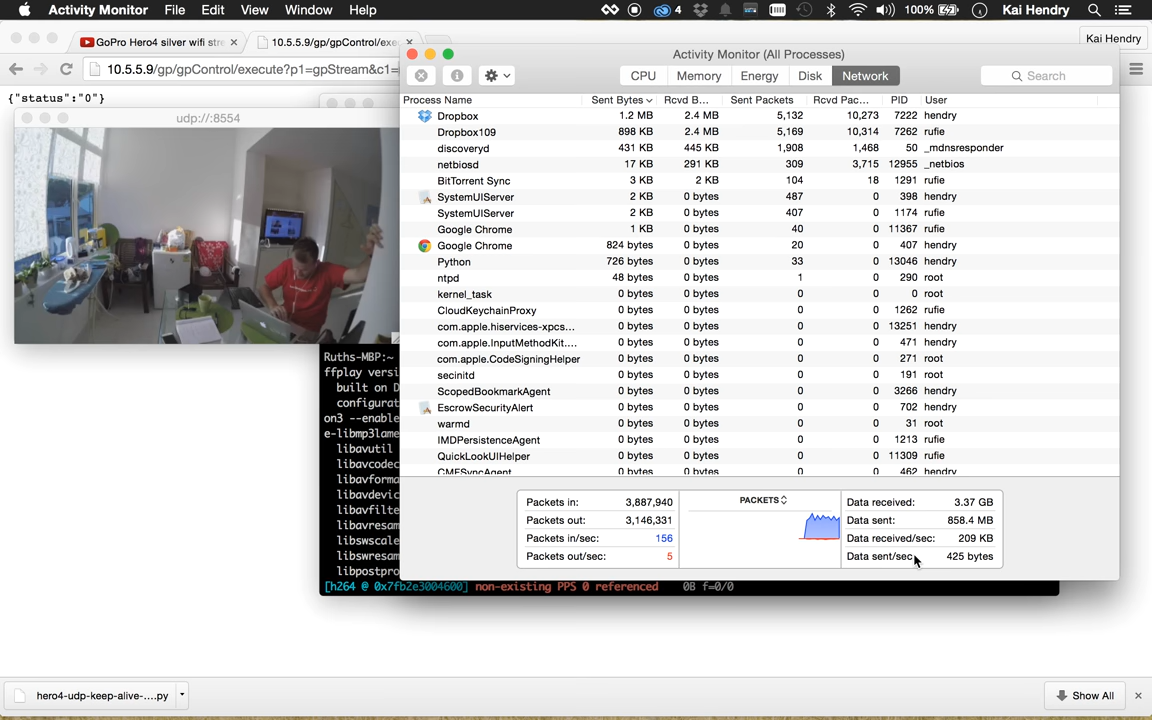 Activity Monitor File Edit View Window Help 4 100% Kai Hendry
GoPro Hero4 silver wifi stre
10.5.5.9/gp/gpControl/exec
Kai Hendry
10.5.5.9/gp/gpControl/execute?p1=gpStream&c1=
{"status":"0"}
udp://:8554
Activity Monitor (All Processes)
CPU Memory Energy Disk Network Search
Process Name Sent Bytes Rcvd B... Sent Packets Rcvd Pac... PID User
Dropbox 1.2 MB 2.4 MB 5,132 10,273 7222 hendry
Dropbox109 898 KB 2.4 MB 5,169 10,314 7262 rufie
discoveryd 431 KB 445 KB 1,908 1,468 50 _mdnsresponder
netbiosd 17 KB 291 KB 309 3,715 12955 _netbios
BitTorrent Sync 3 KB 2 KB 104 18 1291 rufie
SystemUIServer 2 KB 0 bytes 487 0 398 hendry
SystemUIServer 2 KB 0 bytes 407 0 1174 rufie
Google Chrome 1 KB 0 bytes 40 0 11367 rufie
Google Chrome 824 bytes 0 bytes 20 0 407 hendry
Python 726 bytes 0 bytes 33 0 13046 hendry
ntpd 48 bytes 0 bytes 1 0 290 root
kernel_task 0 bytes 0 bytes 0 0 0 root
CloudKeychainProxy 0 bytes 0 bytes 0 0 1262 rufie
com.apple.hiservices-xpcs... 0 bytes 0 bytes 0 0 13251 hendry
com.apple.InputMethodKit.... 0 bytes 0 bytes 0 0 471 hendry
com.apple.CodeSigningHelper 0 bytes 0 bytes 0 0 271 root
secinitd 0 bytes 0 bytes 0 0 191 root
ScopedBookmarkAgent 0 bytes 0 bytes 0 0 3266 hendry
EscrowSecurityAlert 0 bytes 0 bytes 0 0 702 hendry
warmd 0 bytes 0 bytes 0 0 31 root
IMDPersistenceAgent 0 bytes 0 bytes 0 0 1213 rufie
QuickLookUIHelper 0 bytes 0 bytes 0 0 11309 rufie
CMFSyncAgent 0 bytes 0 bytes 0 0 462 hendry
Packets in: 3,887,940
Packets out: 3,146,331
Packets in/sec: 156
Packets out/sec: 5
PACKETS
Data received: 3.37 GB
Data sent: 858.4 MB
Data received/sec: 209 KB
Data sent/sec: 425 bytes
Ruths-MBP:~
ffplay versi
built on D
configurat
on3 --enable
e-libmp3lame
libavutil
libavcodec
libavforma
libavdevic
libavfilte
libavresam
libswscale
libswresam
libpostpro
[h264 @ 0x7fb2e3004600] non-existing PPS 0 referenced 0B f=0/0
hero4-udp-keep-alive-....py
Show All